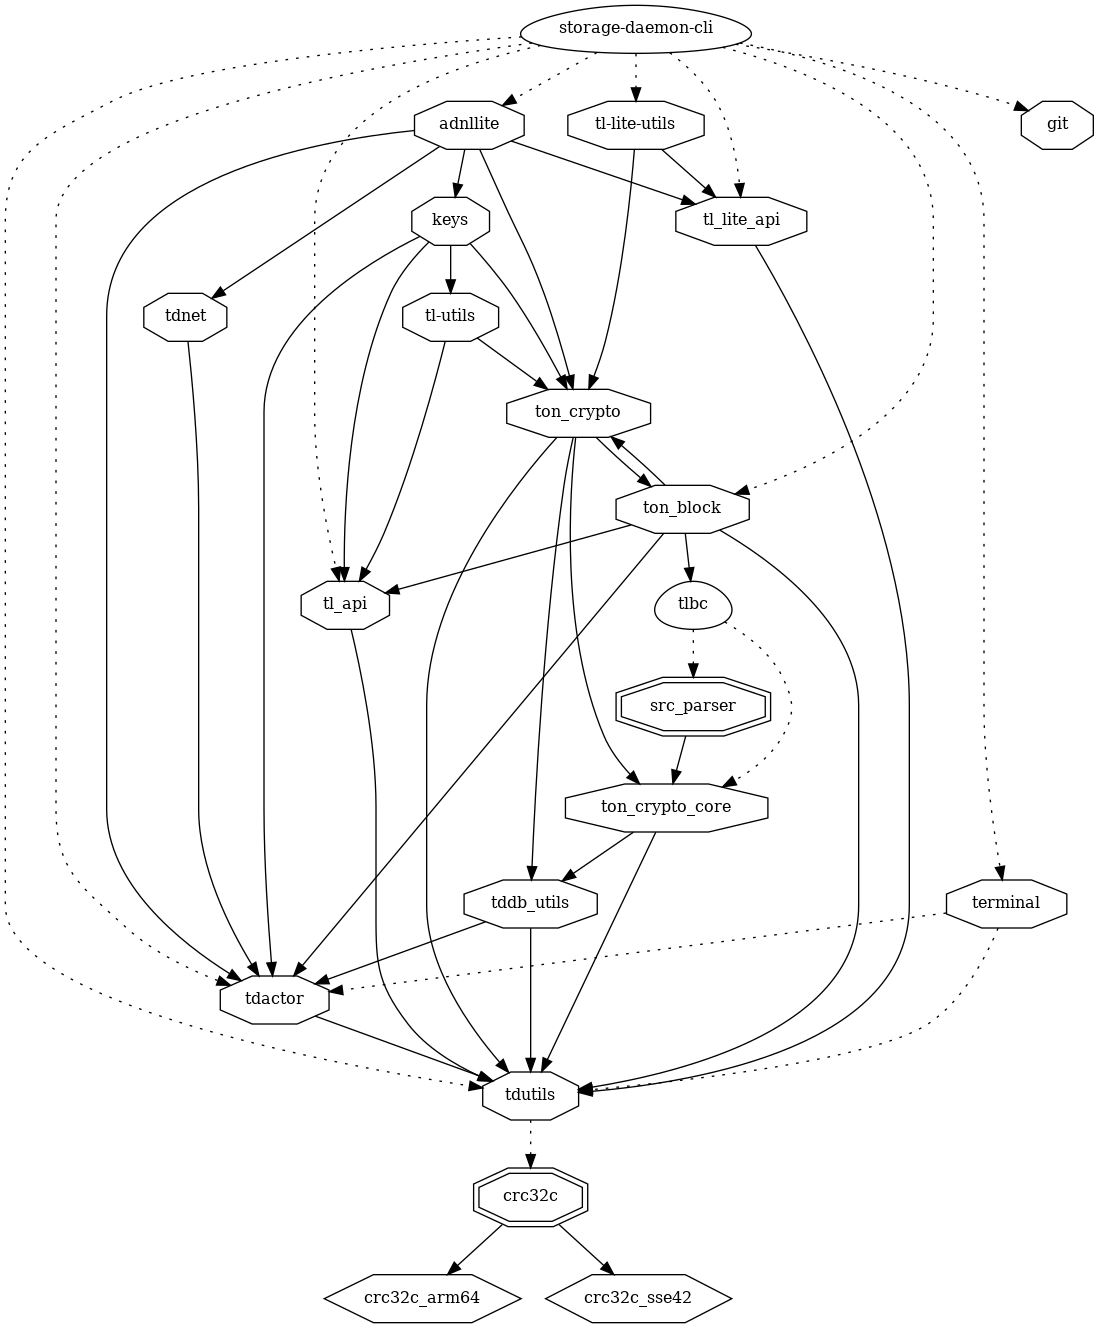 storage-daemon-cli
adnllite
tl-lite-utils
git
keys
tl_lite_api
tdnet
tl-utils
ton_crypto
ton_block
tl_api
tlbc
src_parser
ton_crypto_core
tddb_utils
terminal
tdactor
tdutils
crc32c
crc32c_arm64
crc32c_sse42